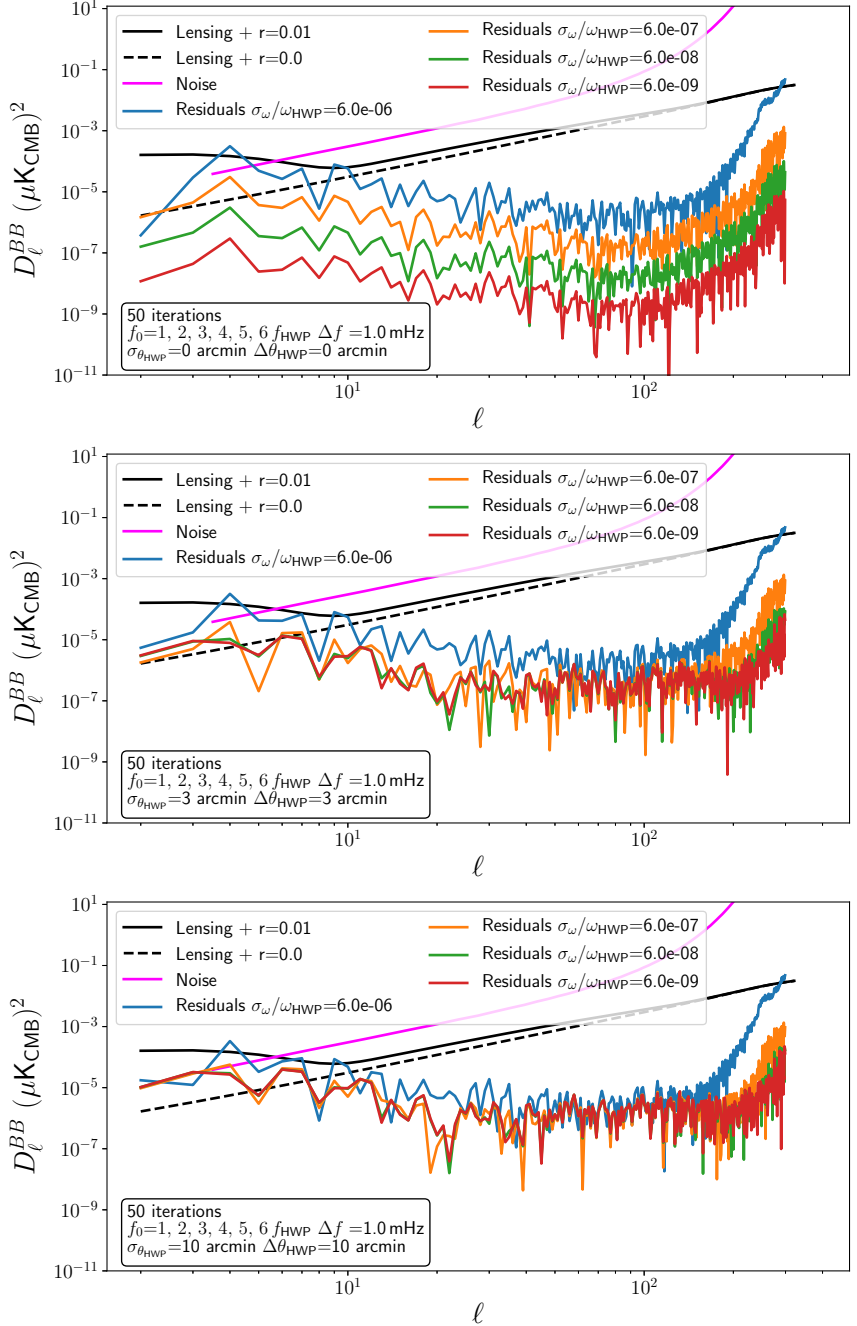 10^1
10^-1
10^-3
10^-5
10^-7
10^-9
10^-11
D_ℓ^BB (μK_CMB)^2
Lensing + r=0.01
Lensing + r=0.0
Noise
Residuals σ_ω/ω_HWP=6.0e-06
Residuals σ_ω/ω_HWP=6.0e-07
Residuals σ_ω/ω_HWP=6.0e-08
Residuals σ_ω/ω_HWP=6.0e-09
50 iterations
f_0=1, 2, 3, 4, 5, 6 f_HWP Δf =1.0 mHz
σ_θ_HWP=0 arcmin Δθ_HWP=0 arcmin
10^1 10^2
ℓ
10^1
10^-1
10^-3
10^-5
10^-7
10^-9
10^-11
D_ℓ^BB (μK_CMB)^2
Lensing + r=0.01
Lensing + r=0.0
Noise
Residuals σ_ω/ω_HWP=6.0e-06
Residuals σ_ω/ω_HWP=6.0e-07
Residuals σ_ω/ω_HWP=6.0e-08
Residuals σ_ω/ω_HWP=6.0e-09
50 iterations
f_0=1, 2, 3, 4, 5, 6 f_HWP Δf =1.0 mHz
σ_θ_HWP=3 arcmin Δθ_HWP=3 arcmin
10^1 10^2
ℓ
10^1
10^-1
10^-3
10^-5
10^-7
10^-9
10^-11
D_ℓ^BB (μK_CMB)^2
Lensing + r=0.01
Lensing + r=0.0
Noise
Residuals σ_ω/ω_HWP=6.0e-06
Residuals σ_ω/ω_HWP=6.0e-07
Residuals σ_ω/ω_HWP=6.0e-08
Residuals σ_ω/ω_HWP=6.0e-09
50 iterations
f_0=1, 2, 3, 4, 5, 6 f_HWP Δf =1.0 mHz
σ_θ_HWP=10 arcmin Δθ_HWP=10 arcmin
10^1 10^2
ℓ